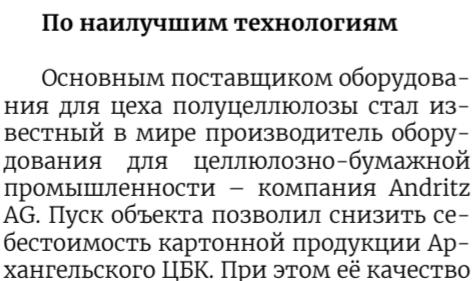 По наилучшим технологиям
Основным поставщиком оборудова-
ния для цеха полуцеллюлозы стал из-
вестный в мире производитель обору-
дования для целлюлозно-бумажной
промышленности – компания Andritz
AG. Пуск объекта позволил снизить се-
бестоимость картонной продукции Ар-
хангельского ЦБК. При этом её качество